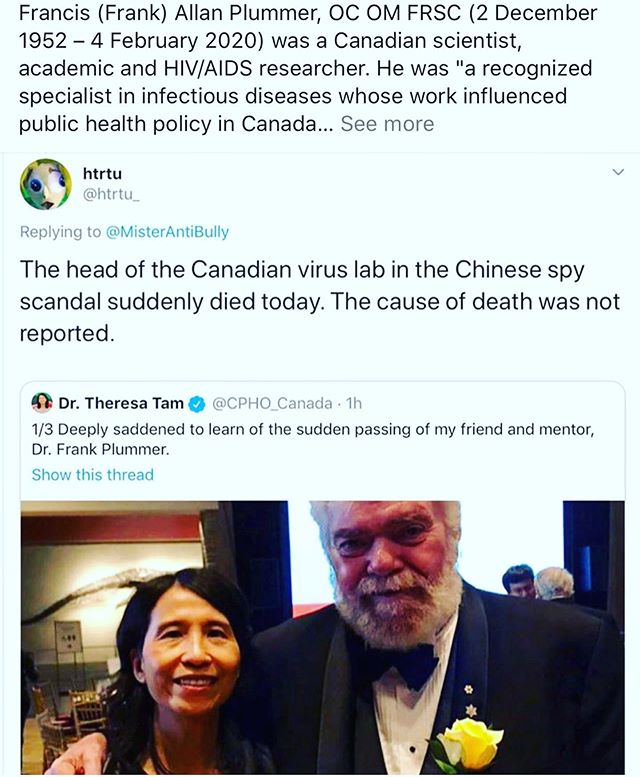 Francis (Frank) Allan Plummer, OC OM FRSC (2 December
1952 – 4 February 2020) was a Canadian scientist,
academic and HIV/AIDS researcher. He was "a recognized
specialist in infectious diseases whose work influenced
public health policy in Canada... See more
htrtu
@htrtu_
Replying to @MisterAntiBully
The head of the Canadian virus lab in the Chinese spy
scandal suddenly died today. The cause of death was not
reported.
Dr. Theresa Tam @CPHO_Canada · 1h
1/3 Deeply saddened to learn of the sudden passing of my friend and mentor,
Dr. Frank Plummer.
Show this thread